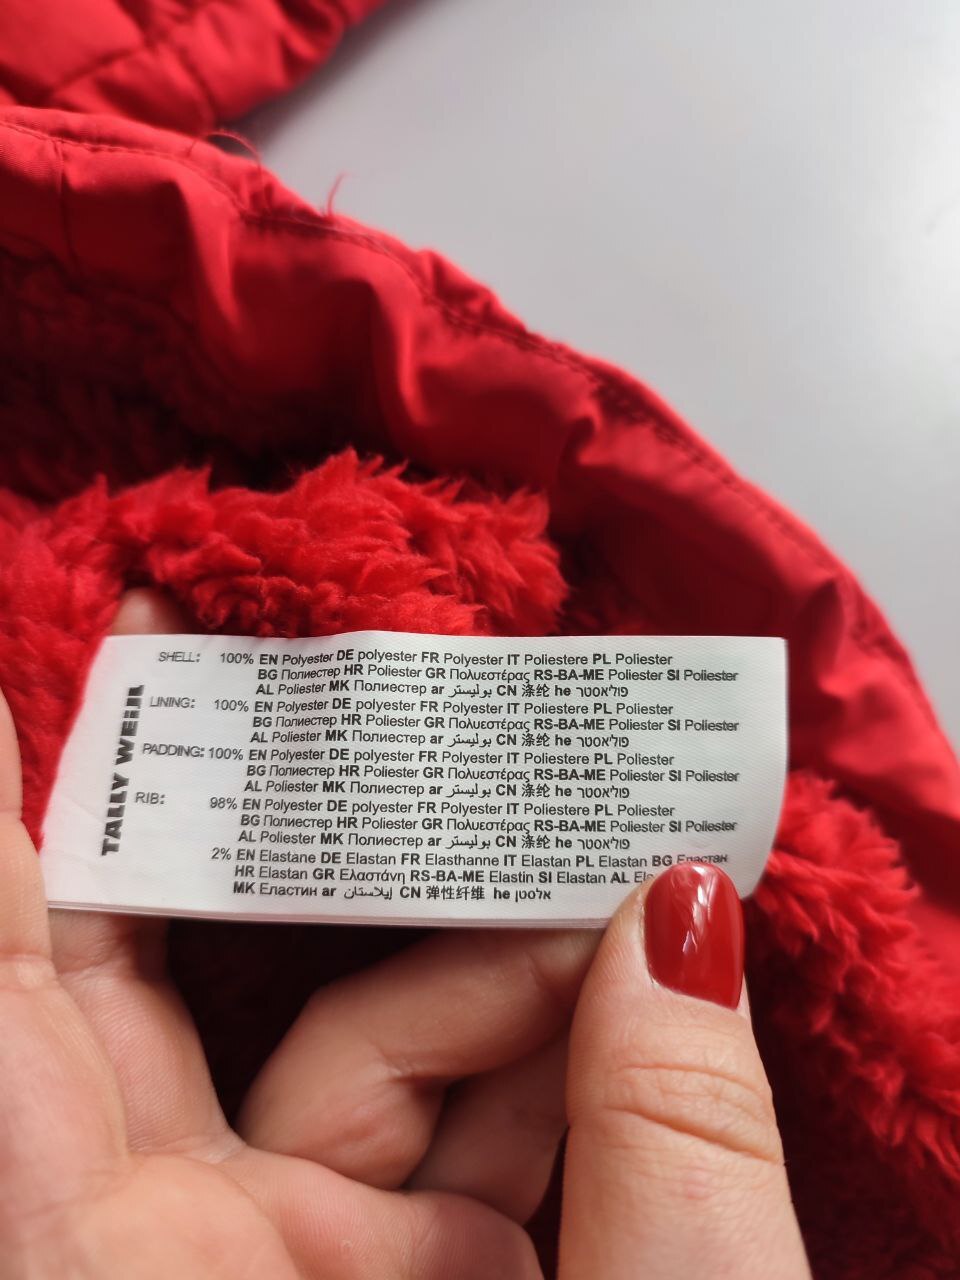 TALLY WEiJL
SHELL: 100% EN Polyester DE polyester FR Polyester IT Poliestere PL Poliester
BG Полиестер HR Poliester GR Πολυεστέρας RS-BA-ME Poliester SI Poliester
AL Poliester MK Полиестер ar بوليستر CN 涤纶 he פוליאסטר
LINING: 100% EN Polyester DE polyester FR Polyester IT Poliestere PL Poliester
BG Полиестер HR Poliester GR Πολυεστέρας RS-BA-ME Poliester SI Poliester
AL Poliester MK Полиестер ar بوليستر CN 涤纶 he פוליאסטר
PADDING: 100% EN Polyester DE polyester FR Polyester IT Poliestere PL Poliester
BG Полиестер HR Poliester GR Πολυεστέρας RS-BA-ME Poliester SI Poliester
AL Poliester MK Полиестер ar بوليستر CN 涤纶 he פוליאסטר
RIB: 98% EN Polyester DE polyester FR Polyester IT Poliestere PL Poliester
BG Полиестер HR Poliester GR Πολυεστέρας RS-BA-ME Poliester SI Poliester
AL Poliester MK Полиестер ar بوليستر CN 涤纶 he פוליאסטר
2% EN Elastane DE Elastan FR Elasthanne IT Elastan PL Elastan BG Еластан
HR Elastan GR Ελαστάνη RS-BA-ME Elastin SI Elastan AL
MK Еластин ar إيلاستان CN 弹性纤维 he אלסטן